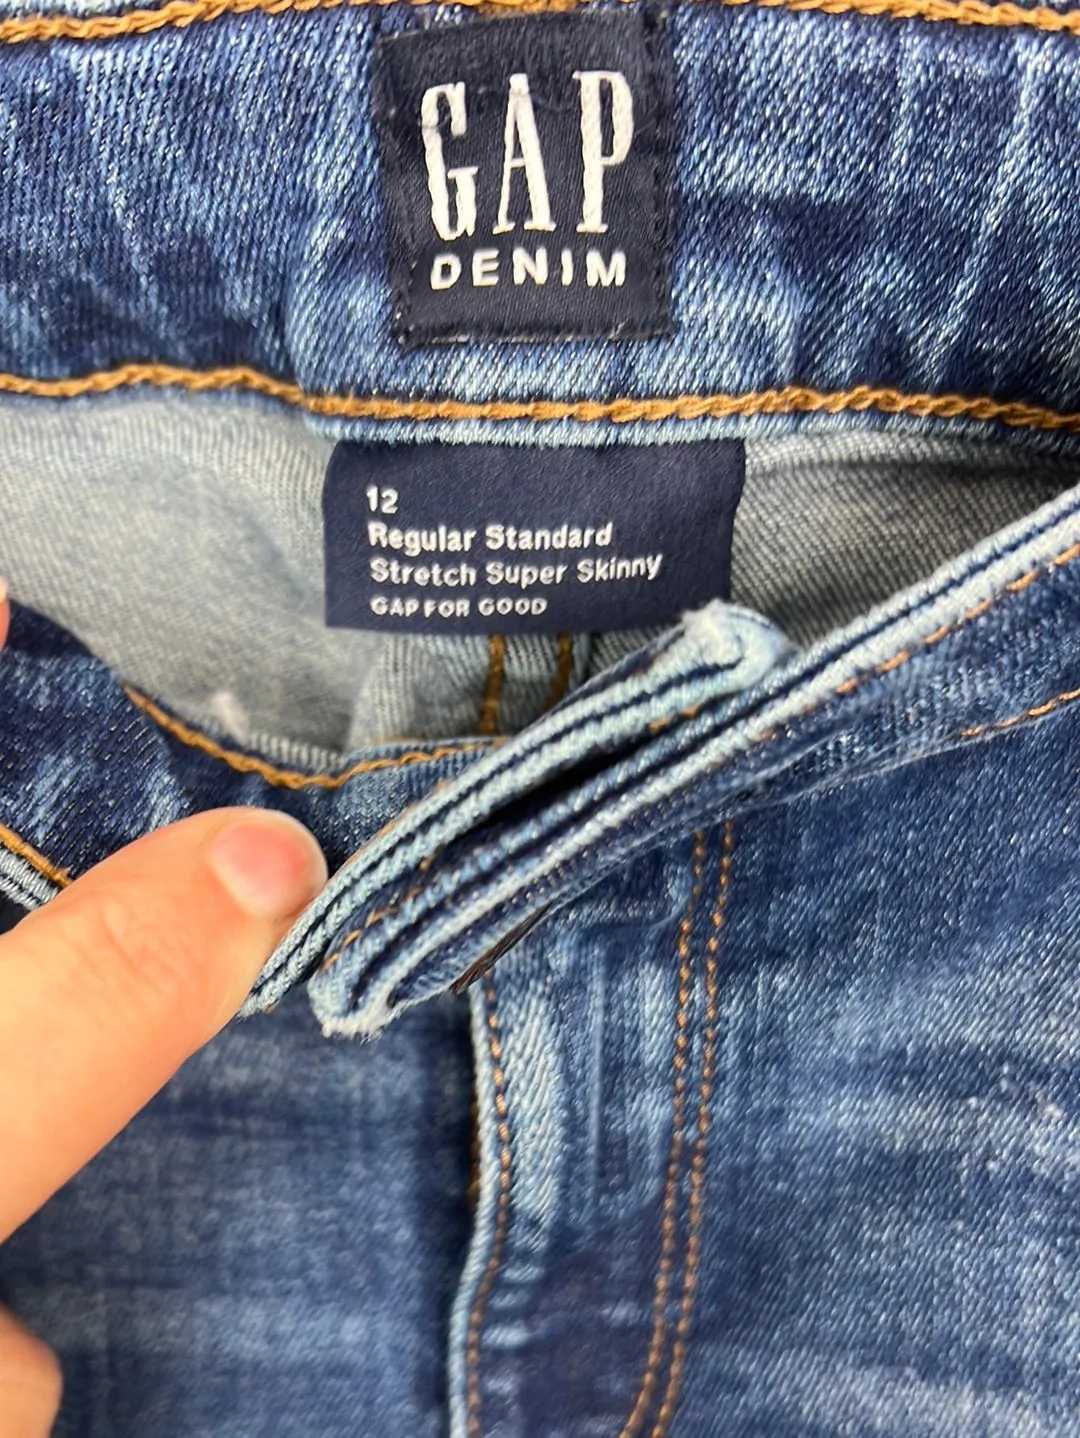 GAP
DENIM
12
Regular Standard
Stretch Super Skinny
GAP FOR GOOD